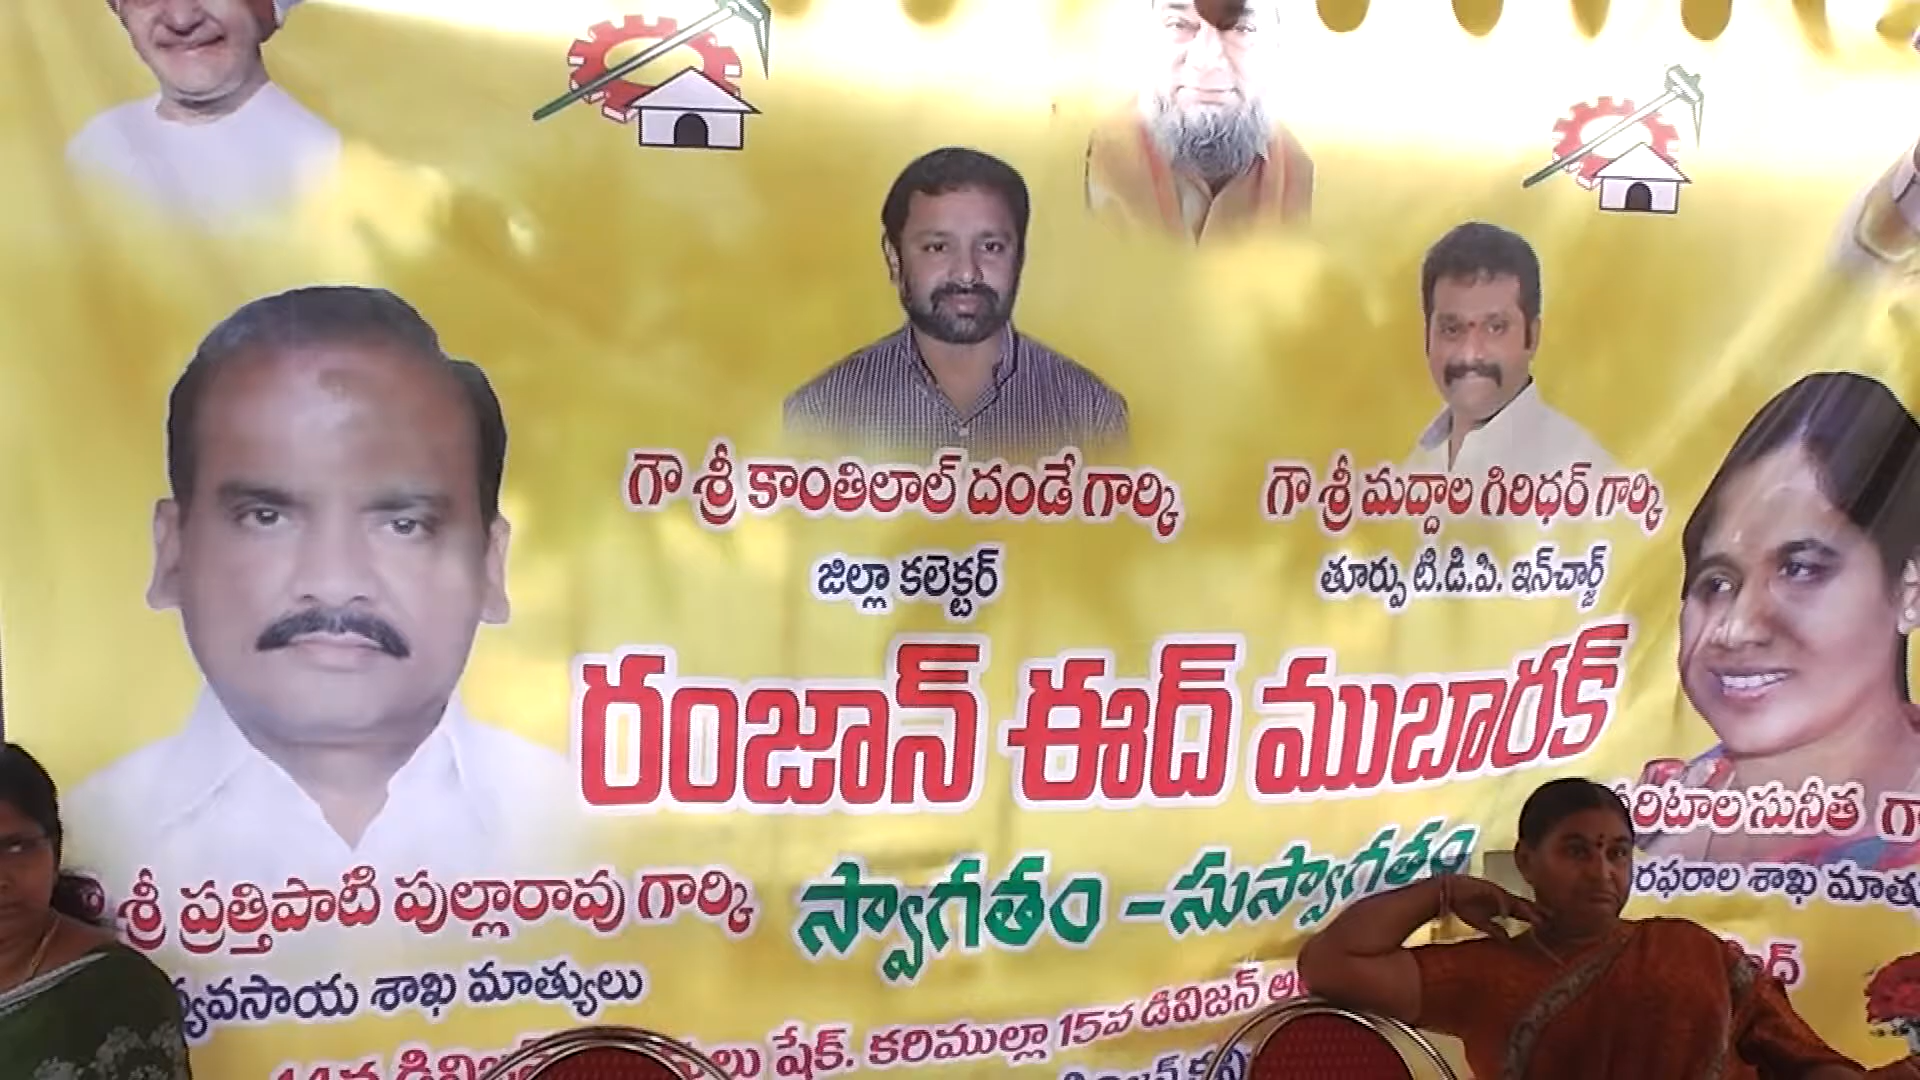 గౌ శ్రీ కాంతిలాల్ దండే గార్కి
జిల్లా కలెక్టర్
గౌ శ్రీ మద్దాల గిరిధర్ గార్కి
తూర్పు టి.డి.పి. ఇన్‌చార్జ్
రంజాన్ ఈద్ ముబారక్
స్వాగతం - సుస్వాగతం
శ్రీ ప్రత్తిపాటి పుల్లారావు గార్కి
వ్యవసాయ శాఖ మాత్యులు
సునీత
శాఖ
షేక్. కరిముల్లా 15వ డివిజన్